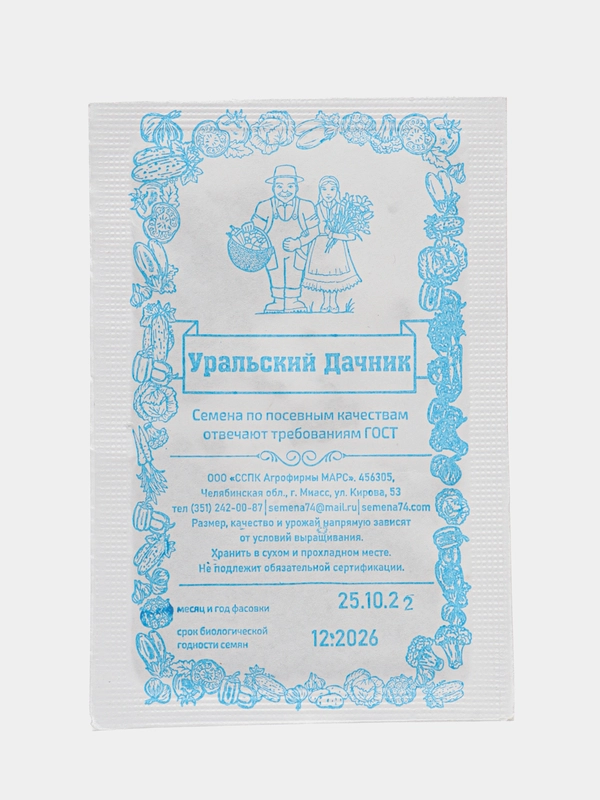 Уральский Дачник
Семена по посевным качествам
отвечают требованиям ГОСТ
ООО «ССПК Агрофирмы МАРС». 456305,
Челябинская обл., г. Миасс, ул. Кирова, 53
тел (351) 242-00-87|semena74@mail.ru|semena74.com
Размер, качество и урожай напрямую зависят
от условий выращивания.
Хранить в сухом и прохладном месте.
Не подлежит обязательной сертификации.
месяц и год фасовки 25.10.22
срок биологической
годности семян 12:2026